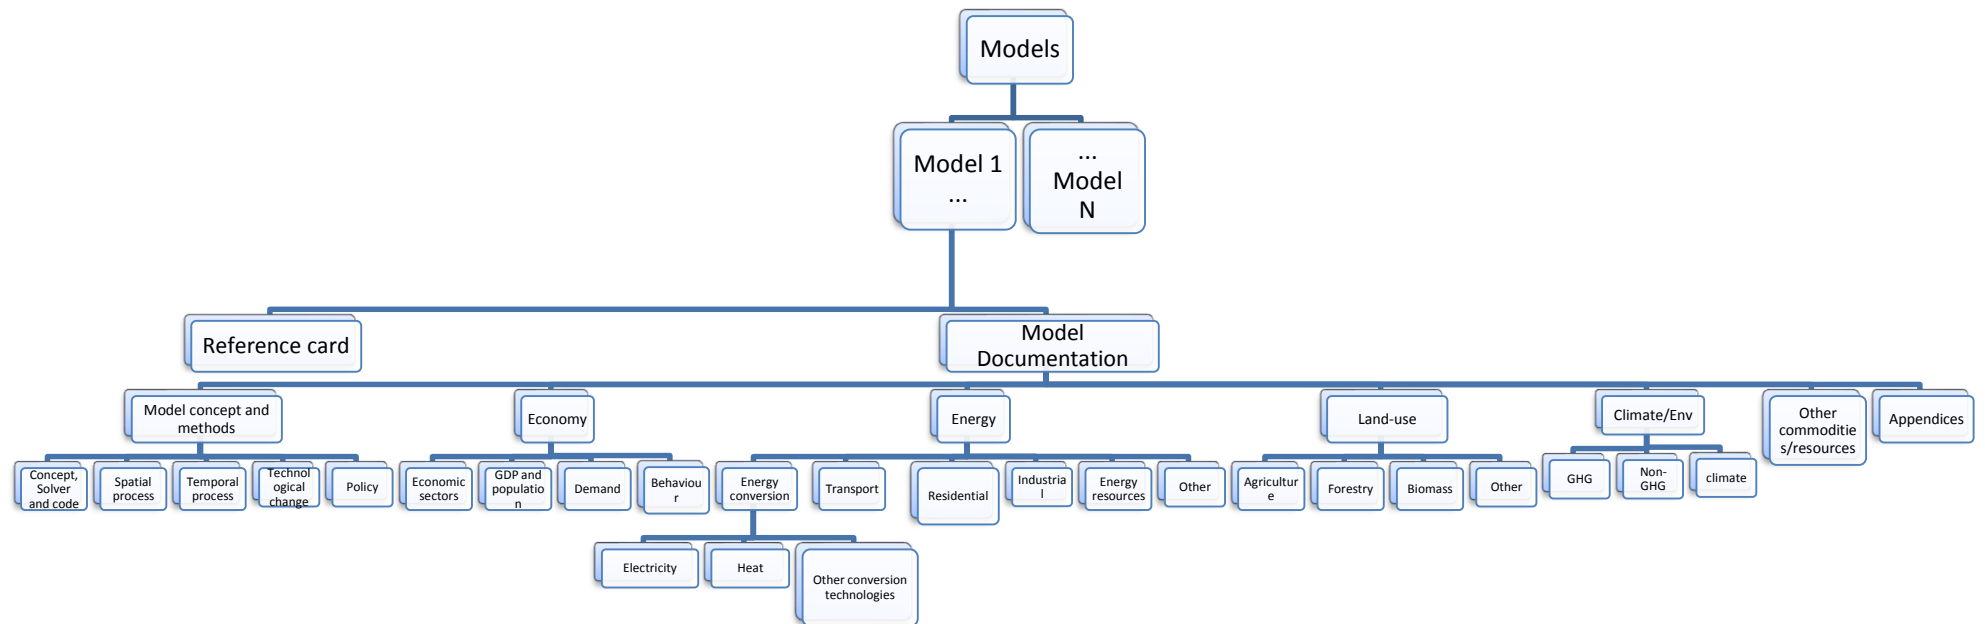 Models
Model 1
...
...
Model
N
Reference card
Model
Documentation
Model concept and
methods
Economy
Energy
Land-use
Climate/Env
Other
commoditie
s/resources
Appendices
Concept,
Solver
and code
Spatial
process
Temporal
process
Technol
ogical
change
Policy
Economic
sectors
GDP and
populatio
n
Demand
Behaviou
r
Energy
conversion
Transport
Residential
Industria
l
Energy
resources
Other
Agricultur
e
Forestry
Biomass
Other
GHG
Non-
GHG
climate
Electricity
Heat
Other conversion
technologies